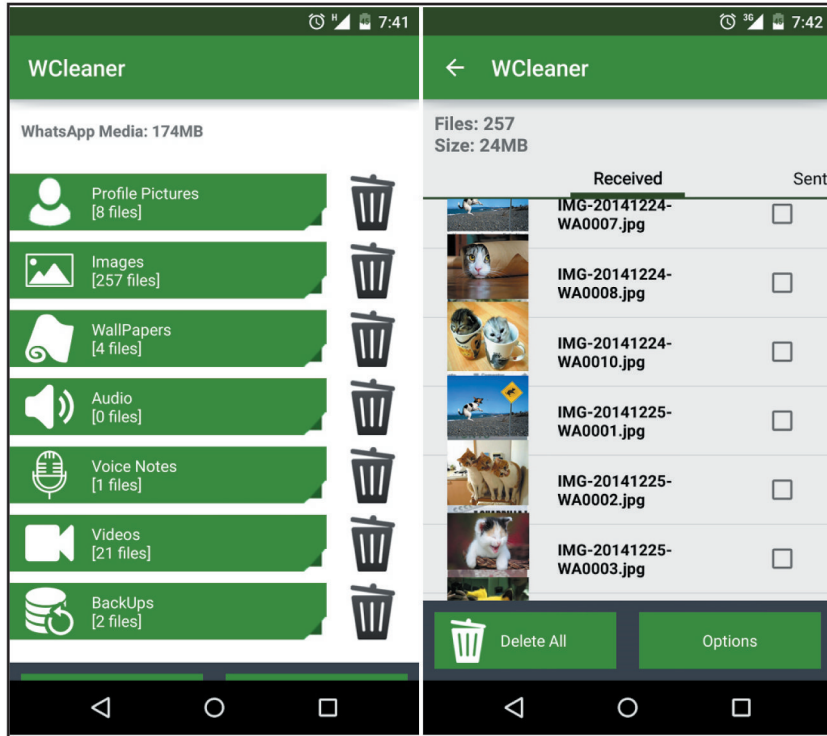 H 45 7:41
WCleaner
WhatsApp Media: 174MB
Profile Pictures
[8 files]
Images
[257 files]
WallPapers
[4 files]
Audio
[0 files]
Voice Notes
[1 files]
Videos
[21 files]
BackUps
[2 files]
3G 45 7:42
WCleaner
Files: 257
Size: 24MB
Received Sent
IMG-20141224-
WA0007.jpg
IMG-20141224-
WA0008.jpg
IMG-20141224-
WA0010.jpg
IMG-20141225-
WA0001.jpg
IMG-20141225-
WA0002.jpg
IMG-20141225-
WA0003.jpg
Delete All Options